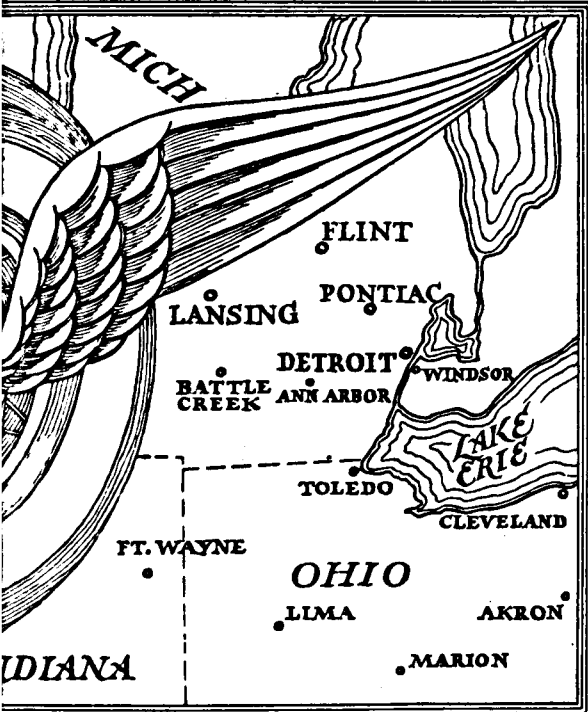 MICH
FLINT
PONTIAC
LANSING
DETROIT
WINDSOR
BATTLE
CREEK
ANN ARBOR
LAKE
ERIE
TOLEDO
CLEVELAND
FT. WAYNE
OHIO
LIMA
AKRON
MARION
DIANA